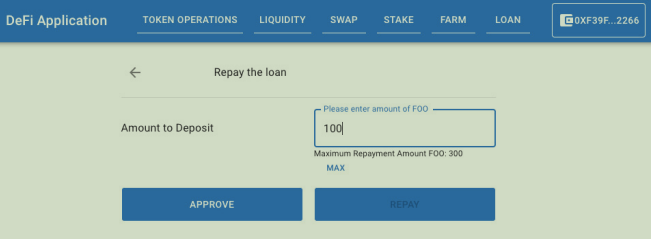 DeFi Application TOKEN OPERATIONS LIQUIDITY SWAP STAKE FARM LOAN 0XF39F...2266
Repay the loan
Please enter amount of FOO
Amount to Deposit 100
Maximum Repayment Amount FOO: 300
MAX
APPROVE REPAY